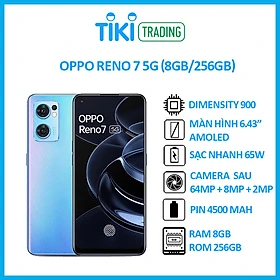 TIKI TRADING
OPPO RENO 7 5G (8GB/256GB)
OPPO
Reno7 5G
DIMENSITY 900
MÀN HÌNH 6.43”
AMOLED
SẠC NHANH 65W
CAMERA SAU
64MP + 8MP + 2MP
PIN 4500 MAH
RAM 8GB
ROM 256GB